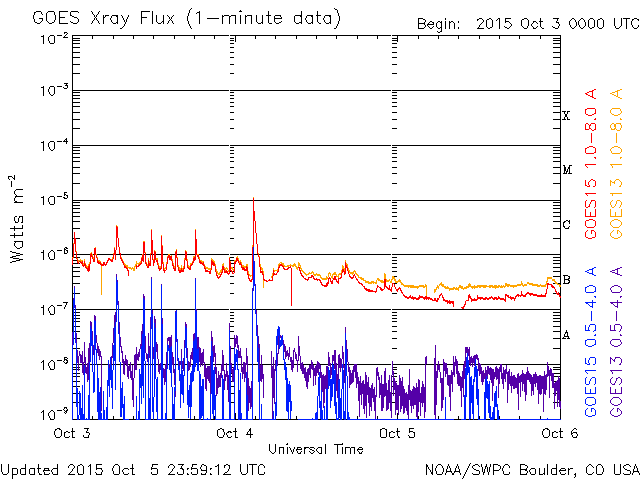 GOES Xray Flux (1-minute data)
Begin: 2015 Oct 3 0000 UTC
10-2
10-3
10-4
10-5
10-6
10-7
10-8
10-9
Watts m-2
X
M
C
B
A
GOES15 1.0-8.0 A
GOES13 1.0-8.0 A
GOES15 0.5-4.0 A
GOES13 0.5-4.0 A
Oct 3
Oct 4
Oct 5
Oct 6
Universal Time
Updated 2015 Oct 5 23:59:12 UTC
NOAA/SWPC Boulder, CO USA